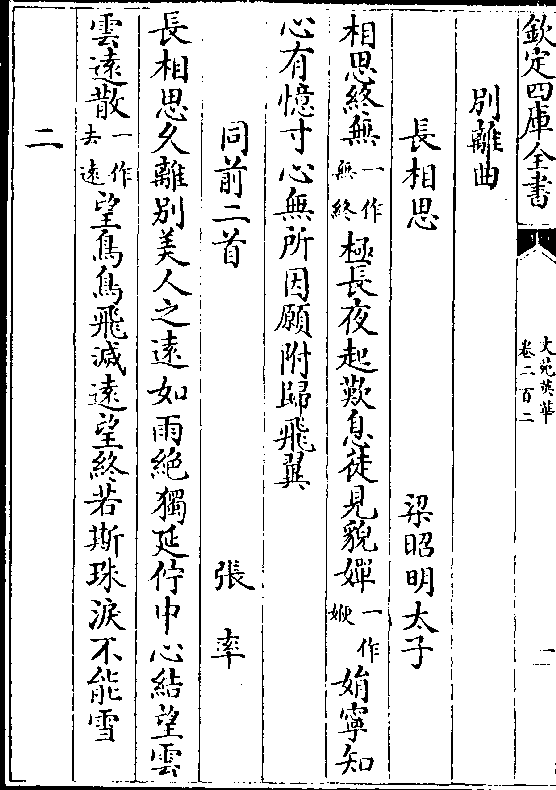 欽定四庫全書
文苑英華
卷二百二
一
別離曲
長相思　梁昭明太子
相思終無一作無終極長夜起歎息徒見貌嬋一作嫩娟寧知
心有憶寸心無所因願附歸飛翼
同前二首　張率
長相思久離別美人之遠如雨絶獨延佇中心結望雲
雲遠散一作去遠望鳥鳥飛滅遠望終若斯珠淚不能雪
二